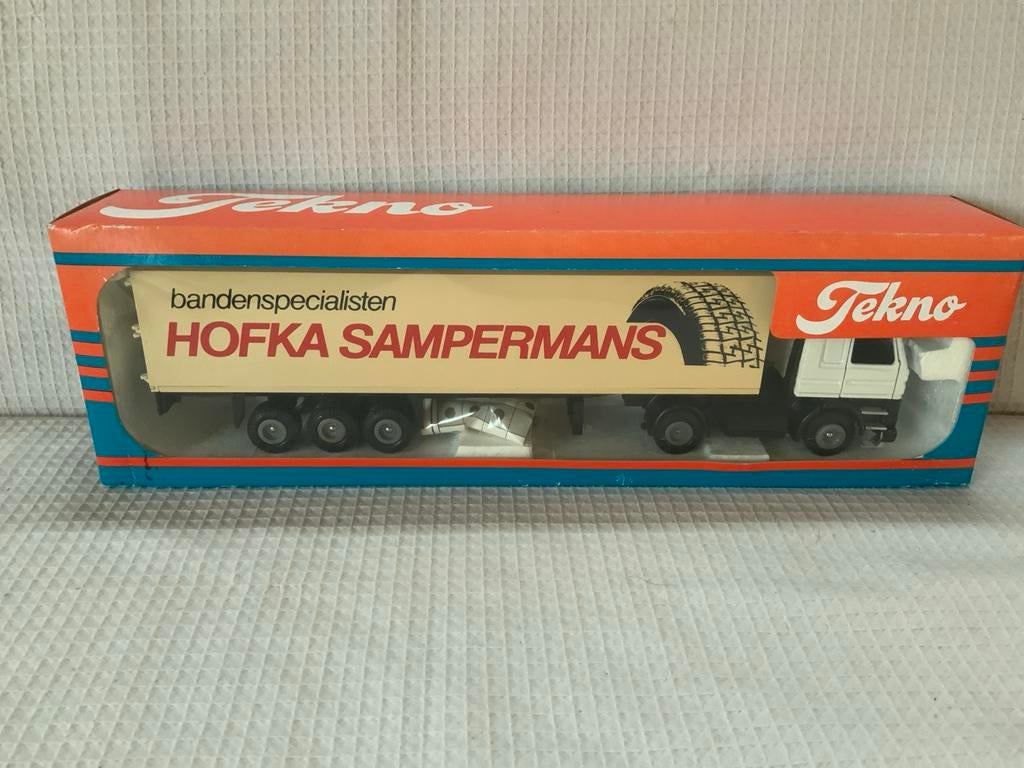 Tekno
bandenspecialisten
HOFKA SAMPERMANS
Tekno